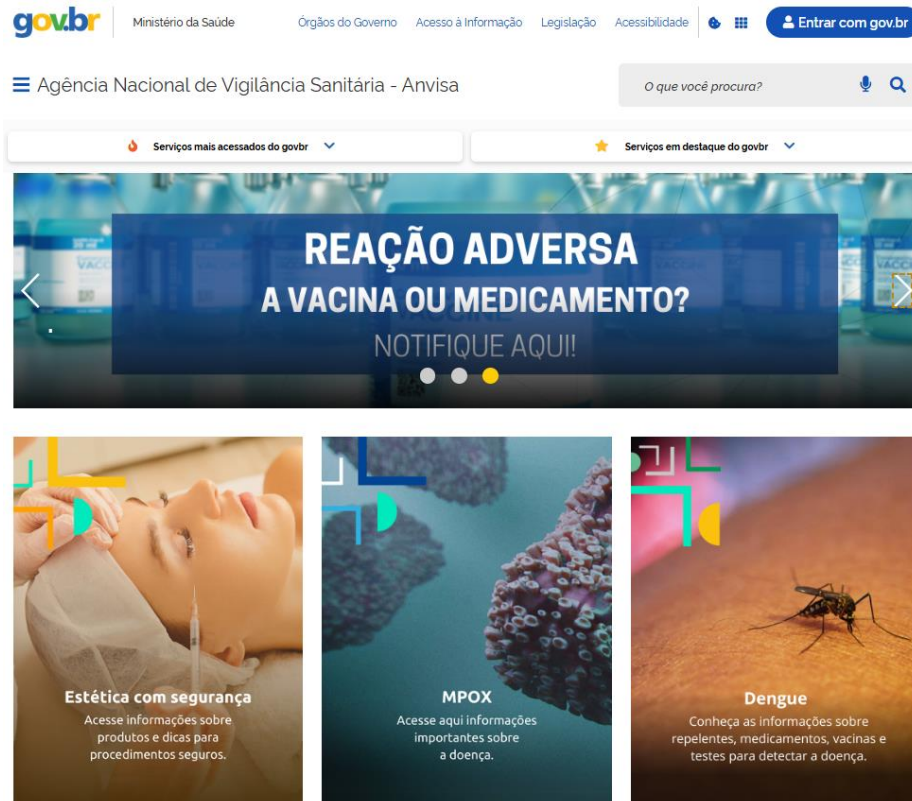 gov.br
Ministério da Saúde
Órgãos do Governo
Acesso à Informação
Legislação
Acessibilidade
Entrar com gov.br
Agência Nacional de Vigilância Sanitária - Anvisa
O que você procura?
Serviços mais acessados do govbr
Serviços em destaque do govbr
REAÇÃO ADVERSA
A VACINA OU MEDICAMENTO?
NOTIFIQUE AQUI!
Estética com segurança
Acesse informações sobre
produtos e dicas para
procedimentos seguros.
MPOX
Acesse aqui informações
importantes sobre
a doença.
Dengue
Conheça as informações sobre
repelentes, medicamentos, vacinas e
testes para detectar a doença.